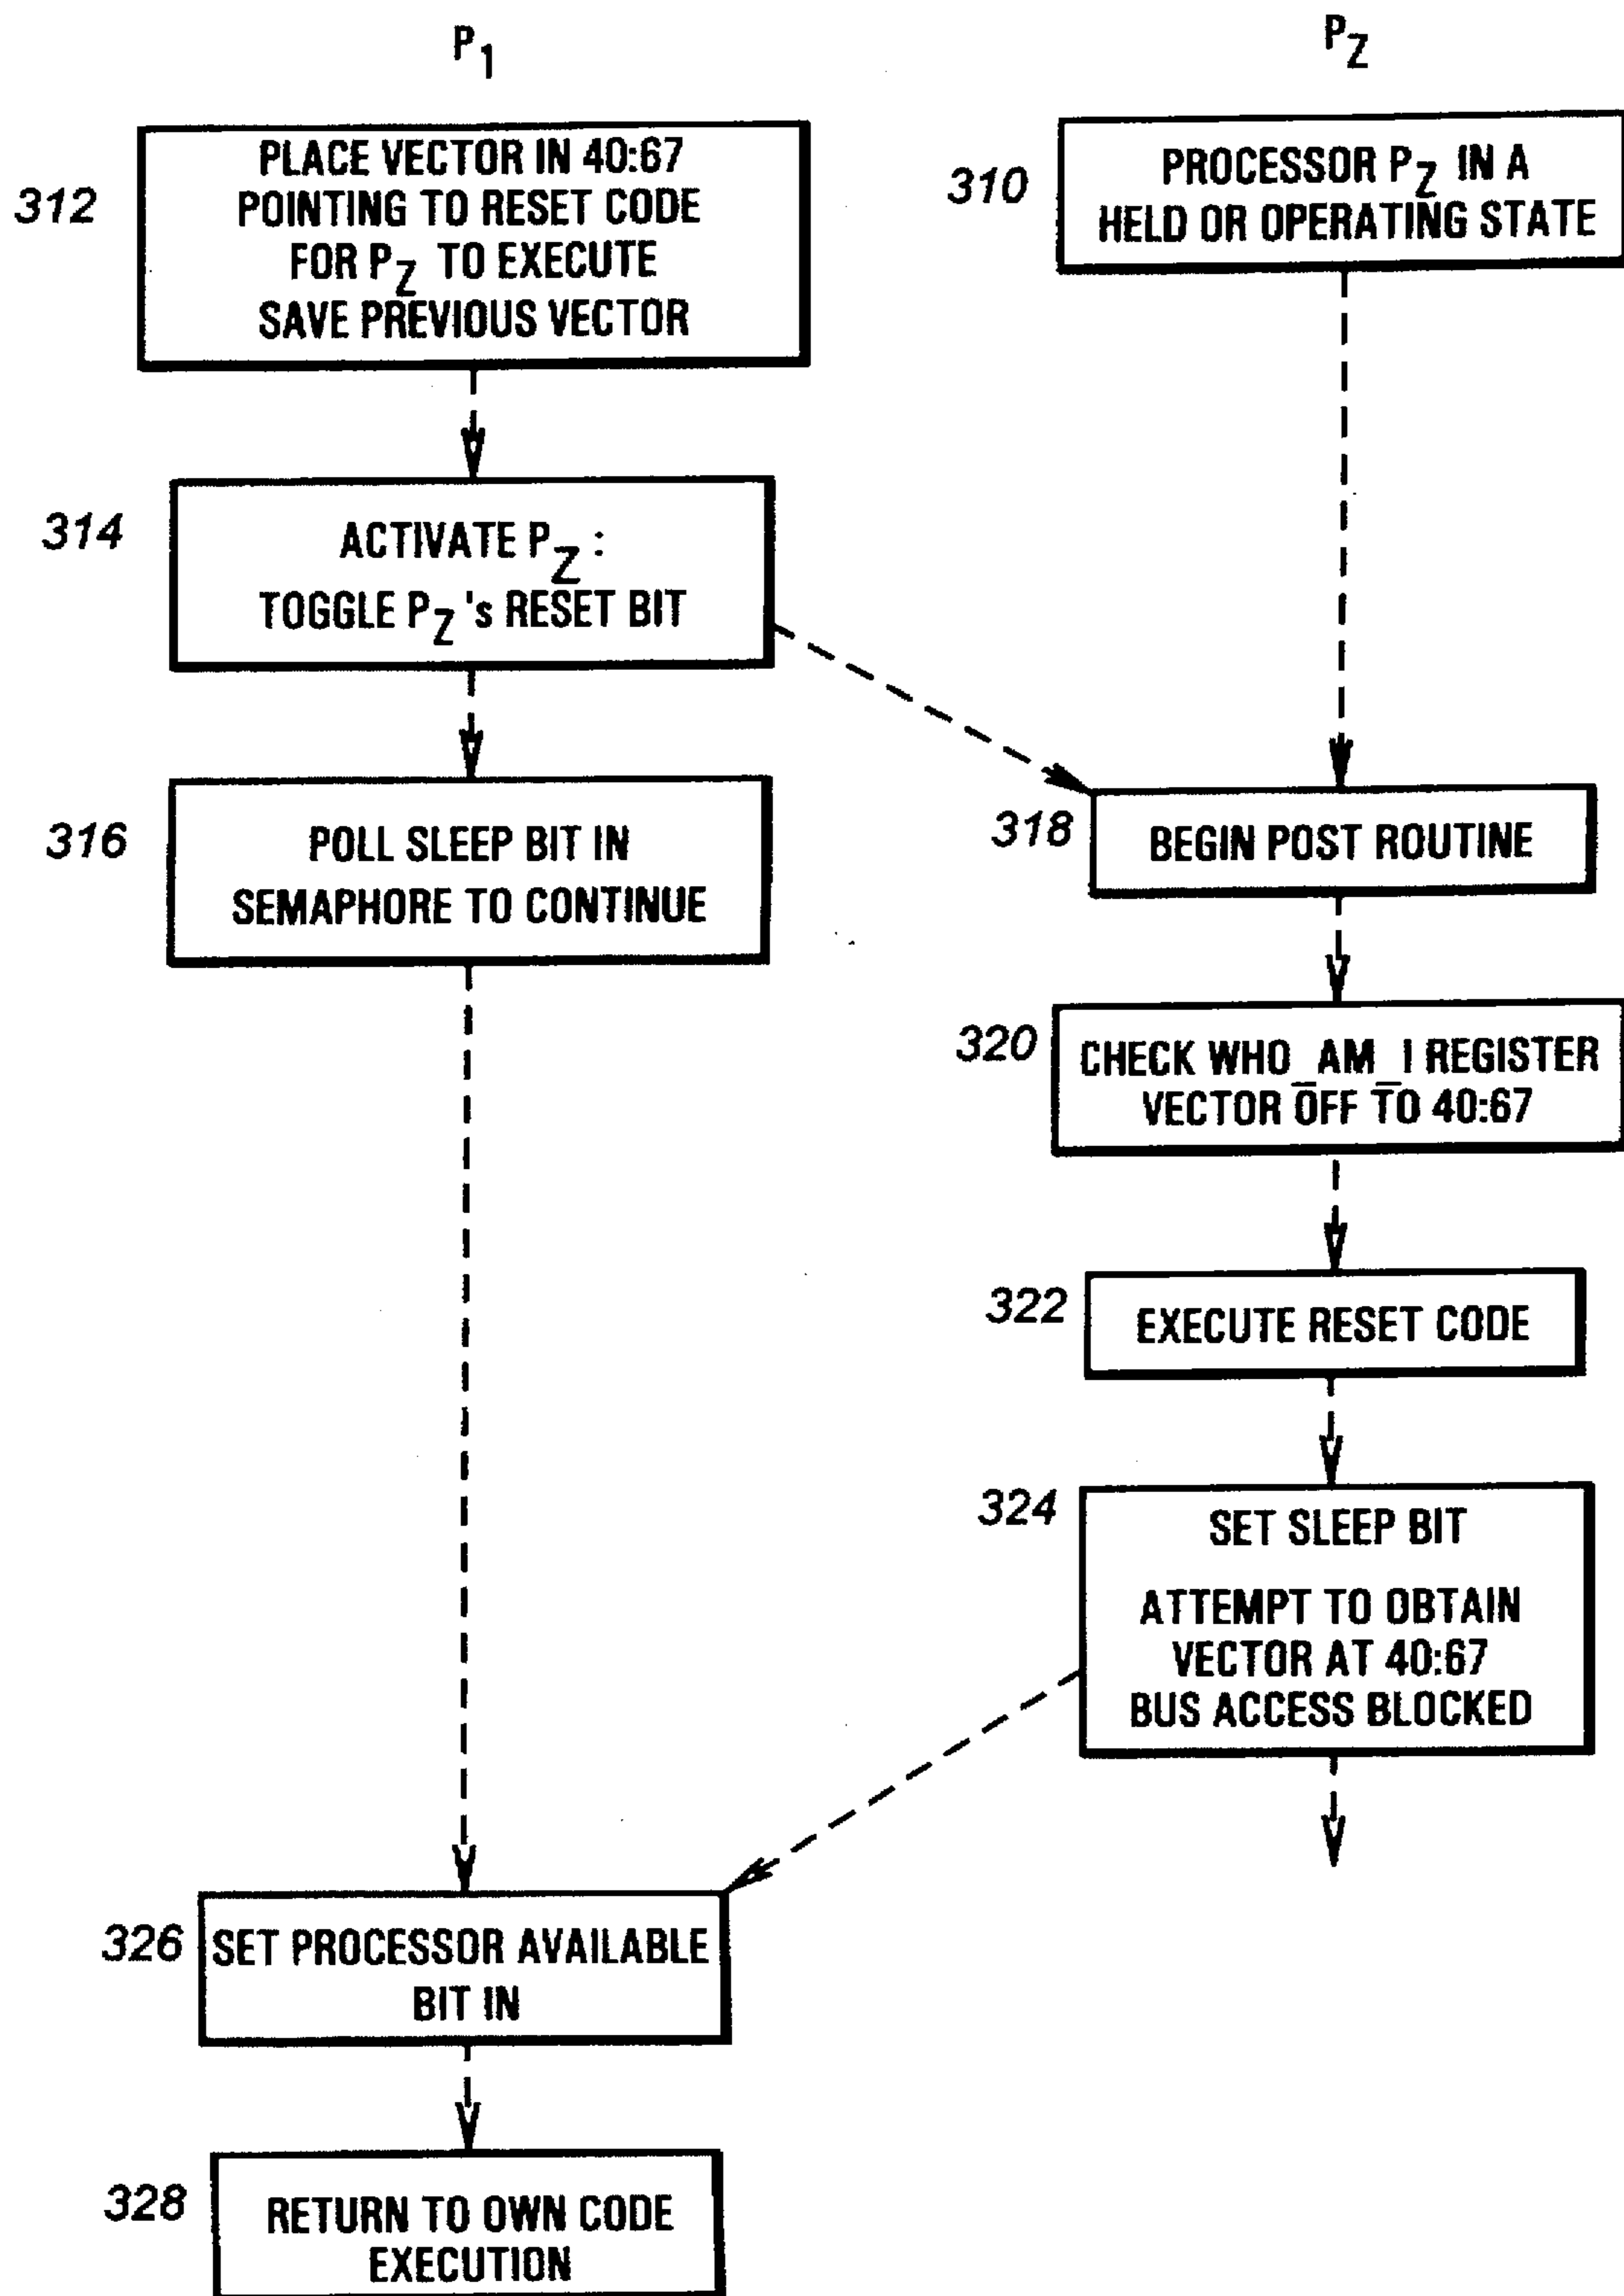 P1
PZ
312
PLACE VECTOR IN 40:67
POINTING TO RESET CODE
FOR PZ TO EXECUTE
SAVE PREVIOUS VECTOR
310
PROCESSOR PZ IN A
HELD OR OPERATING STATE
314
ACTIVATE PZ:
TOGGLE PZ's RESET BIT
316
POLL SLEEP BIT IN
SEMAPHORE TO CONTINUE
318
BEGIN POST ROUTINE
320
CHECK WHO_AM_I REGISTER
VECTOR OFF TO 40:67
322
EXECUTE RESET CODE
324
SET SLEEP BIT
ATTEMPT TO OBTAIN
VECTOR AT 40:67
BUS ACCESS BLOCKED
326
SET PROCESSOR AVAILABLE
BIT IN
328
RETURN TO OWN CODE
EXECUTION